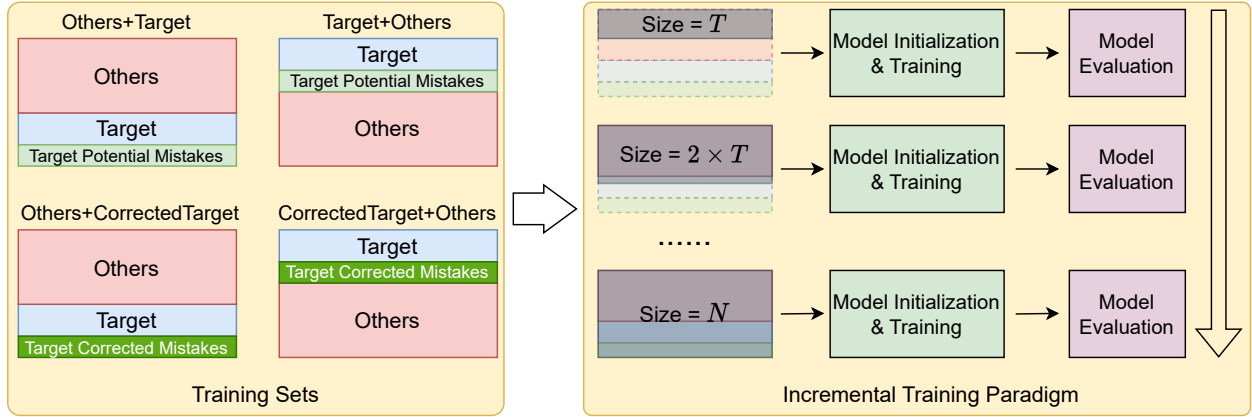 Others+Target
Others
Target
Target Potential Mistakes
Target+Others
Target
Target Potential Mistakes
Others
Others+CorrectedTarget
Others
Target
Target Corrected Mistakes
CorrectedTarget+Others
Target
Target Corrected Mistakes
Others
Training Sets
Size = T
Model Initialization
& Training
Model
Evaluation
Size = 2 × T
Model Initialization
& Training
Model
Evaluation
......
Size = N
Model Initialization
& Training
Model
Evaluation
Incremental Training Paradigm